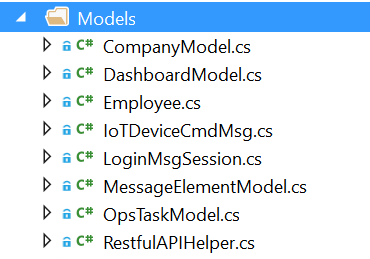 Models
C# CompanyModel.cs
C# DashboardModel.cs
C# Employee.cs
C# IoTDeviceCmdMsg.cs
C# LoginMsgSession.cs
C# MessageElementModel.cs
C# OpsTaskModel.cs
C# RestfulAPIHelper.cs